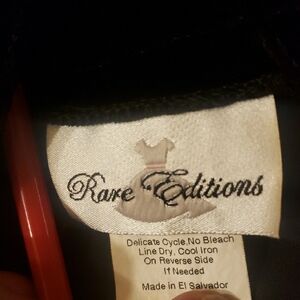 Rare Editions
Delicate Cycle.No Bleach
Line Dry, Cool Iron
On Reverse Side
If Needed
Made in El Salvador